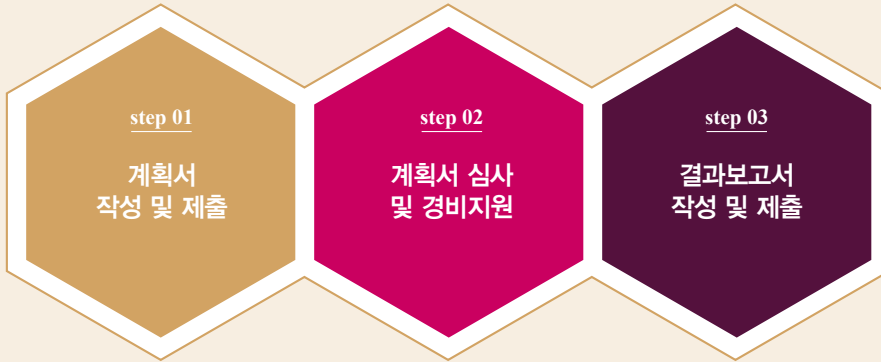 step 01
계획서
작성 및 제출
step 02
계획서 심사
및 경비지원
step 03
결과보고서
작성 및 제출